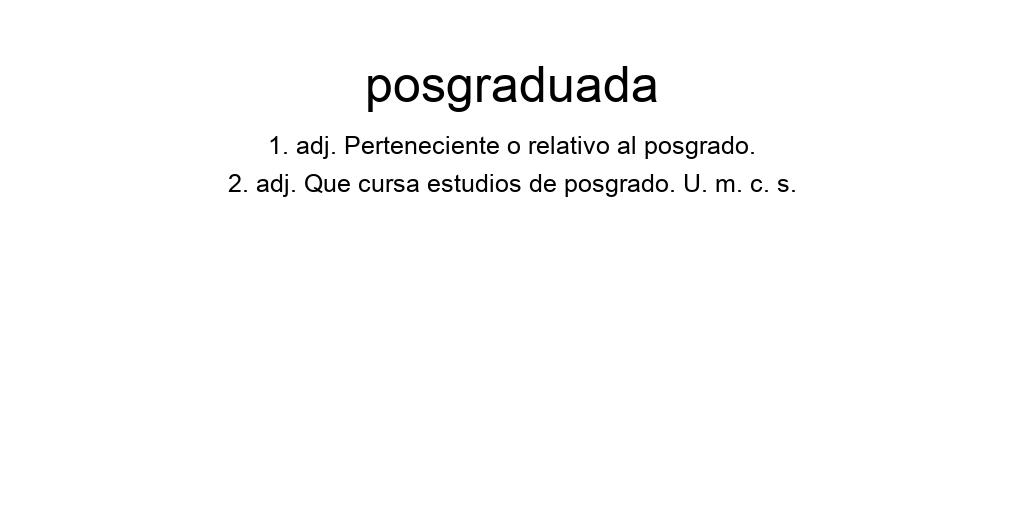 posgraduada
1. adj. Perteneciente o relativo al posgrado.
2. adj. Que cursa estudios de posgrado. U. m. c. s.